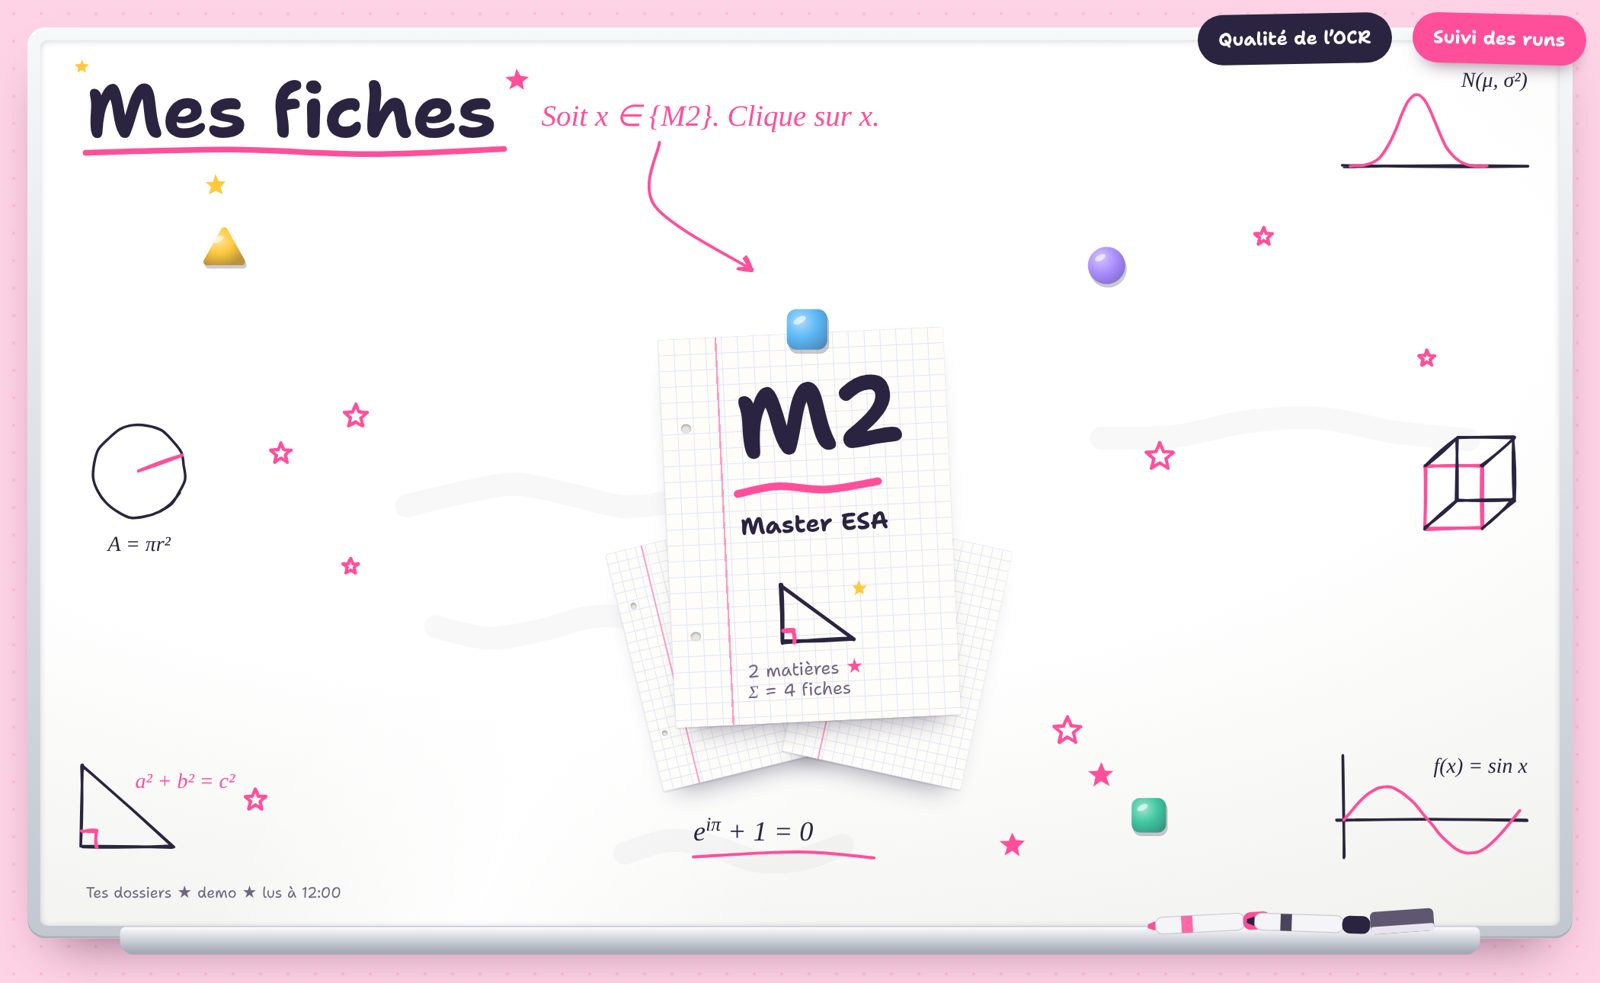 Qualité de l'OCR
Suivi des runs
Mes fiches
Soit x ∈ {M2}. Clique sur x.
N(μ, σ²)
M2
Master ESA
2 matières ★
Σ = 4 fiches
A = πr²
a² + b² = c²
e^{iπ} + 1 = 0
f(x) = sin x
Tes dossiers ★ demo ★ lus à 12:00